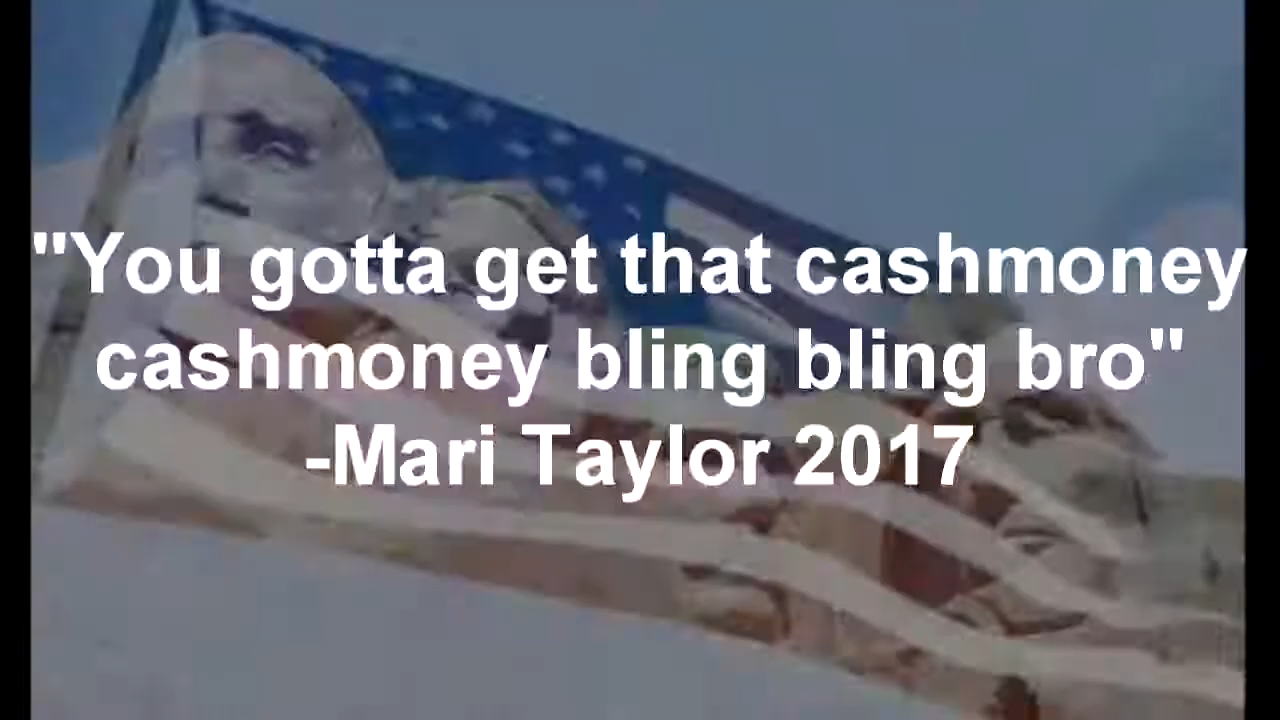 "You gotta get that cashmoney
cashmoney bling bling bro"
-Mari Taylor 2017